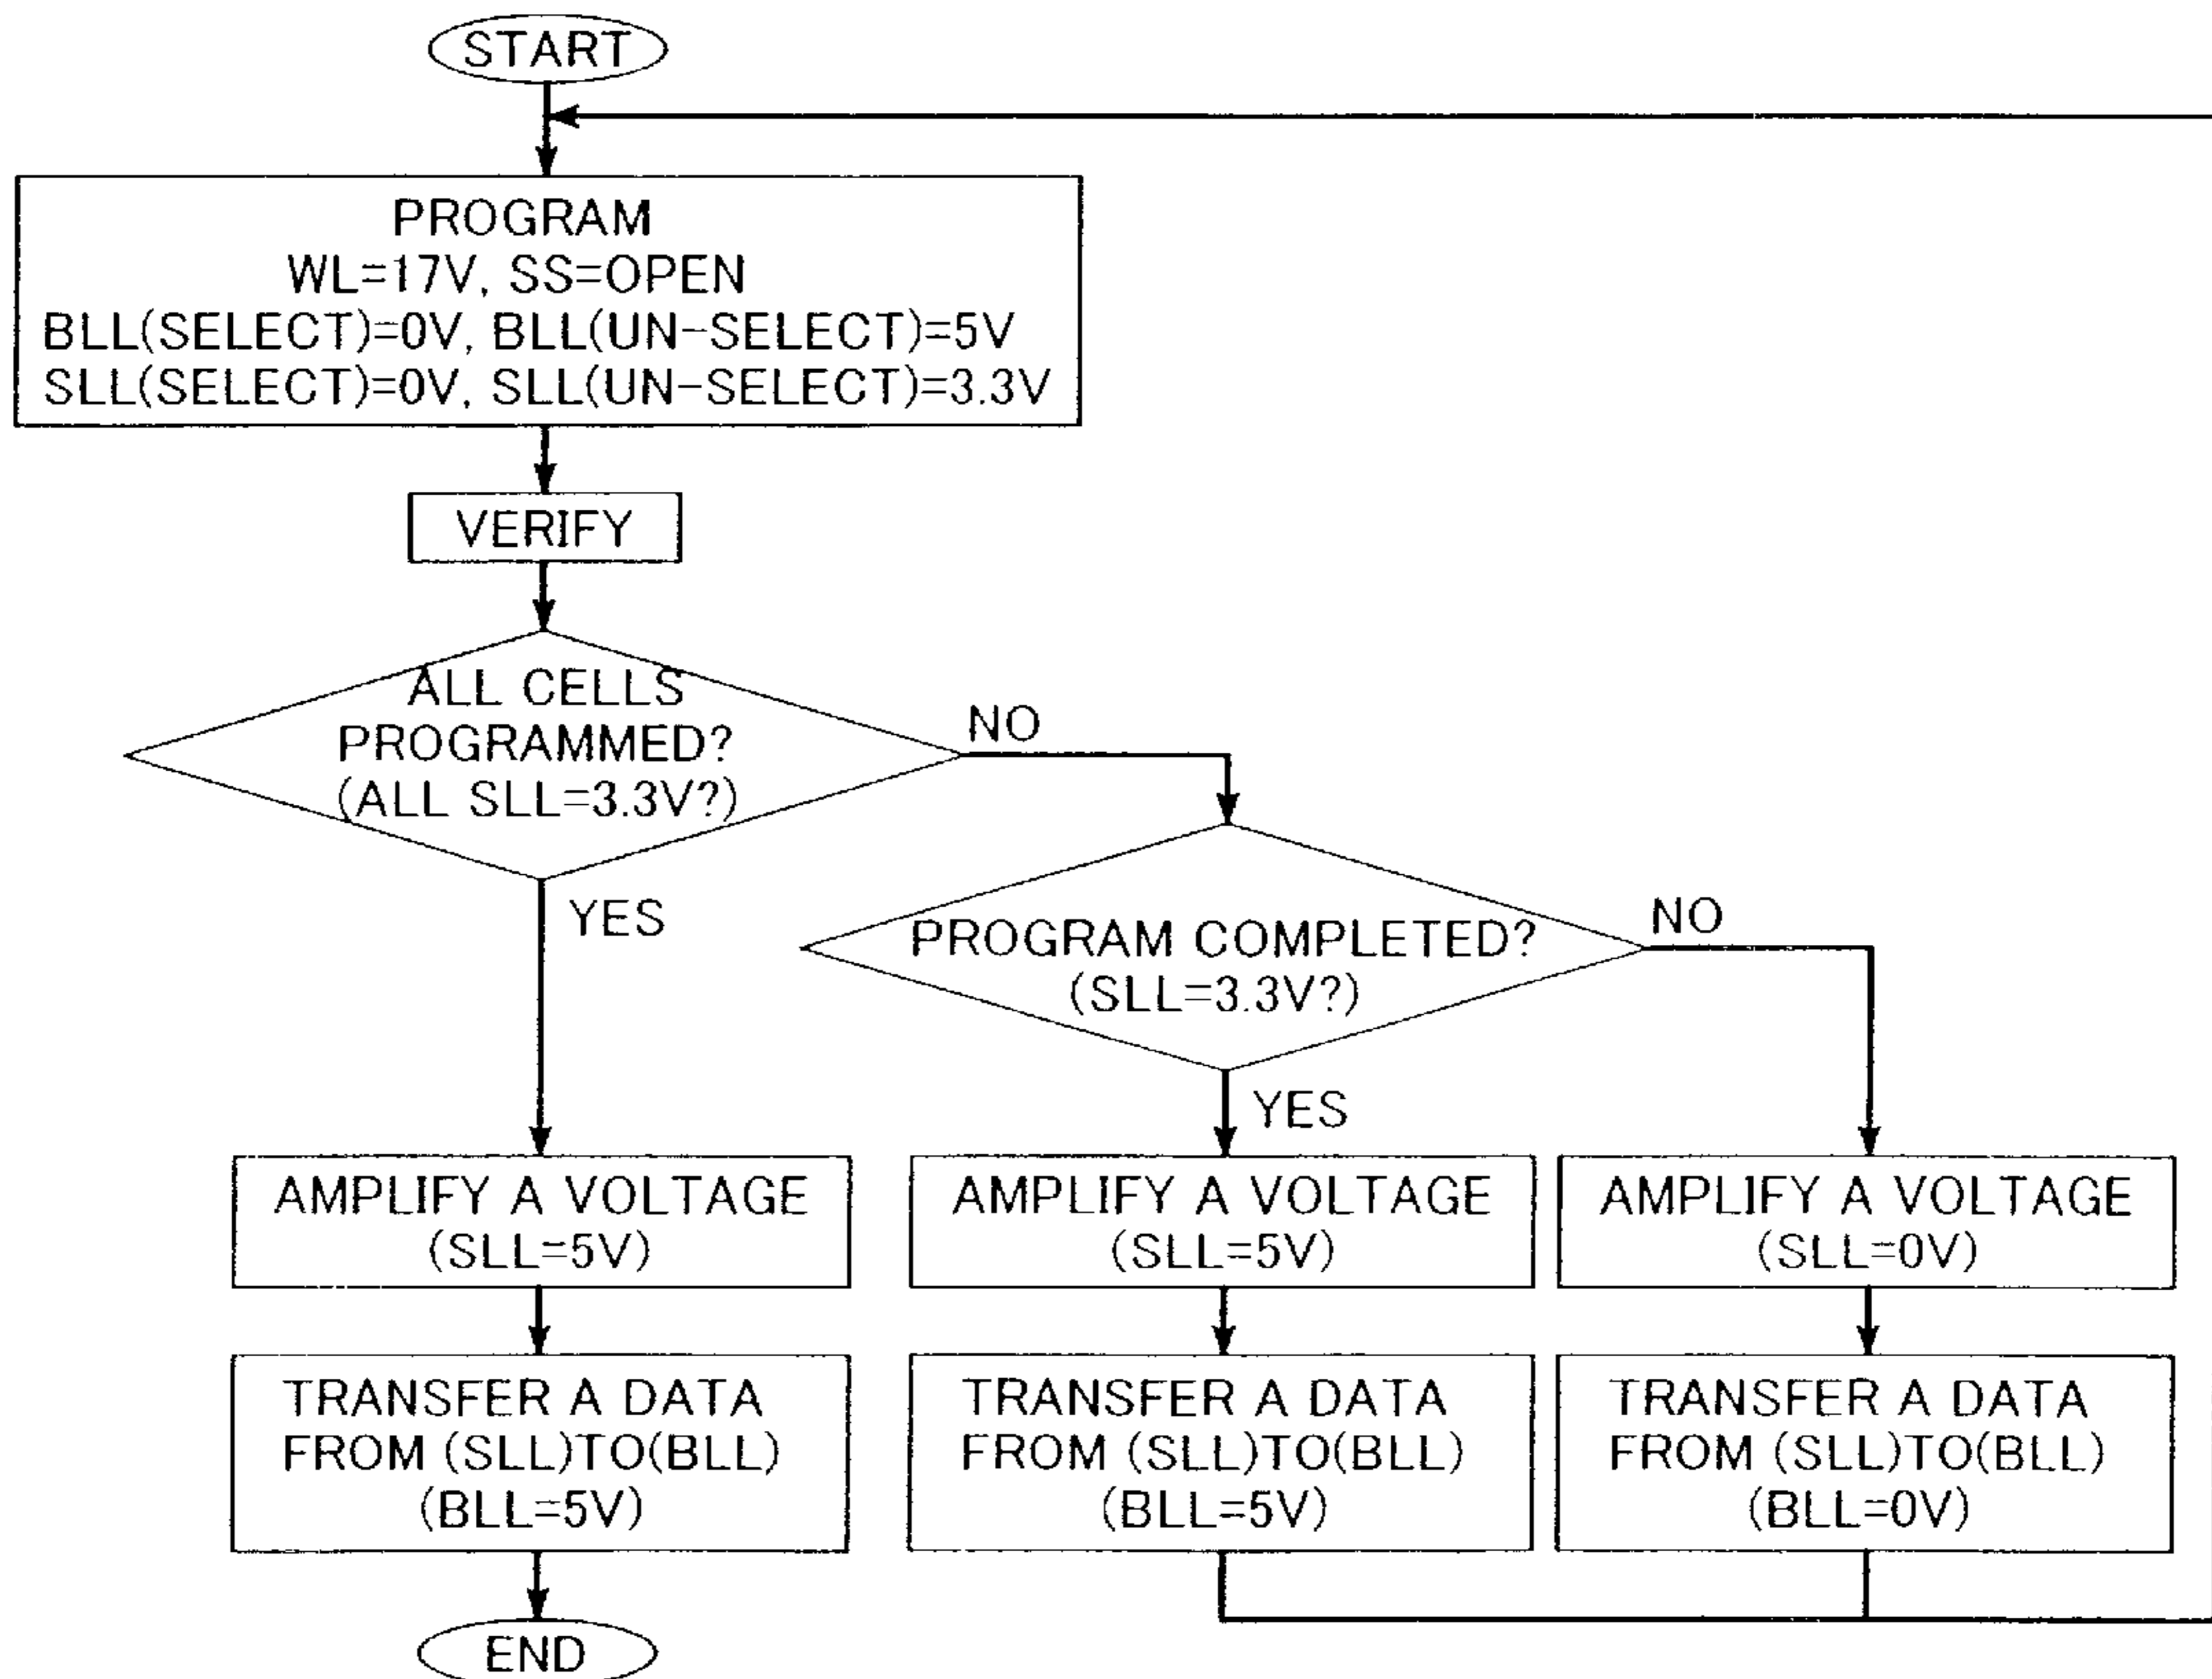 START
PROGRAM
WL=17V, SS=OPEN
BLL(SELECT)=0V, BLL(UN-SELECT)=5V
SLL(SELECT)=0V, SLL(UN-SELECT)=3.3V
VERIFY
ALL CELLS
PROGRAMMED?
(ALL SLL=3.3V?)
NO
YES
PROGRAM COMPLETED?
(SLL=3.3V?)
NO
YES
AMPLIFY A VOLTAGE
(SLL=5V)
AMPLIFY A VOLTAGE
(SLL=5V)
AMPLIFY A VOLTAGE
(SLL=0V)
TRANSFER A DATA
FROM (SLL)TO(BLL)
(BLL=5V)
TRANSFER A DATA
FROM (SLL)TO(BLL)
(BLL=5V)
TRANSFER A DATA
FROM (SLL)TO(BLL)
(BLL=0V)
END